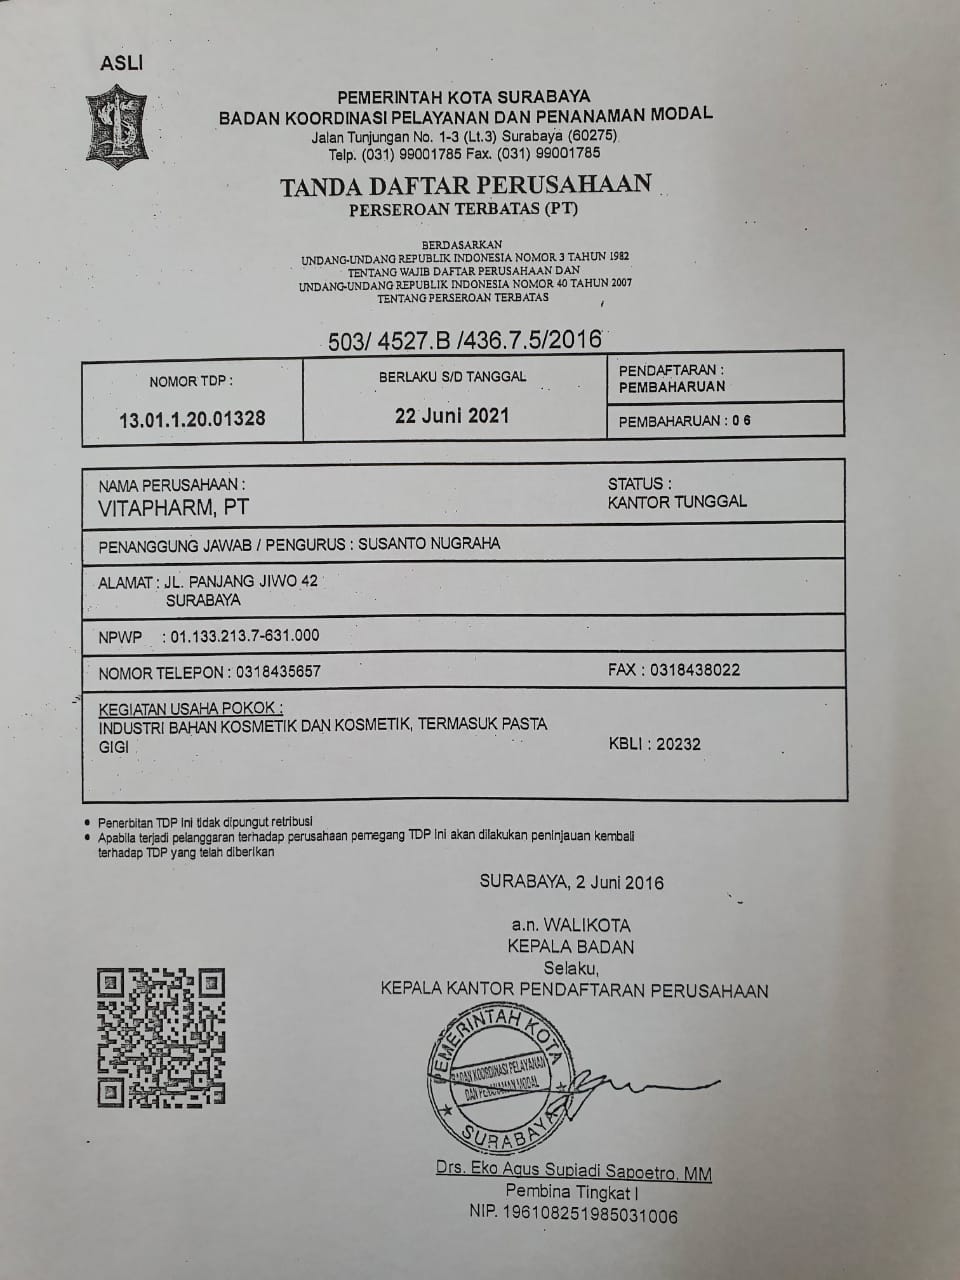 ASLI
PEMERINTAH KOTA SURABAYA
BADAN KOORDINASI PELAYANAN DAN PENANAMAN MODAL
Jalan Tunjungan No. 1-3 (Lt.3) Surabaya (60275)
Telp. (031) 99001785 Fax. (031) 99001785
TANDA DAFTAR PERUSAHAAN
PERSEROAN TERBATAS (PT)
BERDASARKAN
UNDANG-UNDANG REPUBLIK INDONESIA NOMOR 3 TAHUN 1982
TENTANG WAJIB DAFTAR PERUSAHAAN DAN
UNDANG-UNDANG REPUBLIK INDONESIA NOMOR 40 TAHUN 2007
TENTANG PERSEROAN TERBATAS
503/ 4527.B /436.7.5/2016
NOMOR TDP :
13.01.1.20.01328
BERLAKU S/D TANGGAL
22 Juni 2021
PENDAFTARAN :
PEMBAHARUAN
PEMBAHARUAN : 0 6
NAMA PERUSAHAAN :
VITAPHARM, PT
STATUS :
KANTOR TUNGGAL
PENANGGUNG JAWAB / PENGURUS : SUSANTO NUGRAHA
ALAMAT : JL. PANJANG JIWO 42
SURABAYA
NPWP : 01.133.213.7-631.000
NOMOR TELEPON : 0318435657 FAX : 0318438022
KEGIATAN USAHA POKOK :
INDUSTRI BAHAN KOSMETIK DAN KOSMETIK, TERMASUK PASTA
GIGI
KBLI : 20232
• Penerbitan TDP Ini tidak dipungut retribusi
• Apabila terjadi pelanggaran terhadap perusahaan pemegang TDP Ini akan dilakukan peninjauan kembali
terhadap TDP yang telah diberikan
SURABAYA, 2 Juni 2016
a.n. WALIKOTA
KEPALA BADAN
Selaku,
KEPALA KANTOR PENDAFTARAN PERUSAHAAN
PEMERINTAH KOTA
BADAN KOORDINASI PELAYANAN
DAN PENANAMAN MODAL
SURABAYA
Drs. Eko Agus Supiadi Sapoetro, MM
Pembina Tingkat I
NIP. 196108251985031006